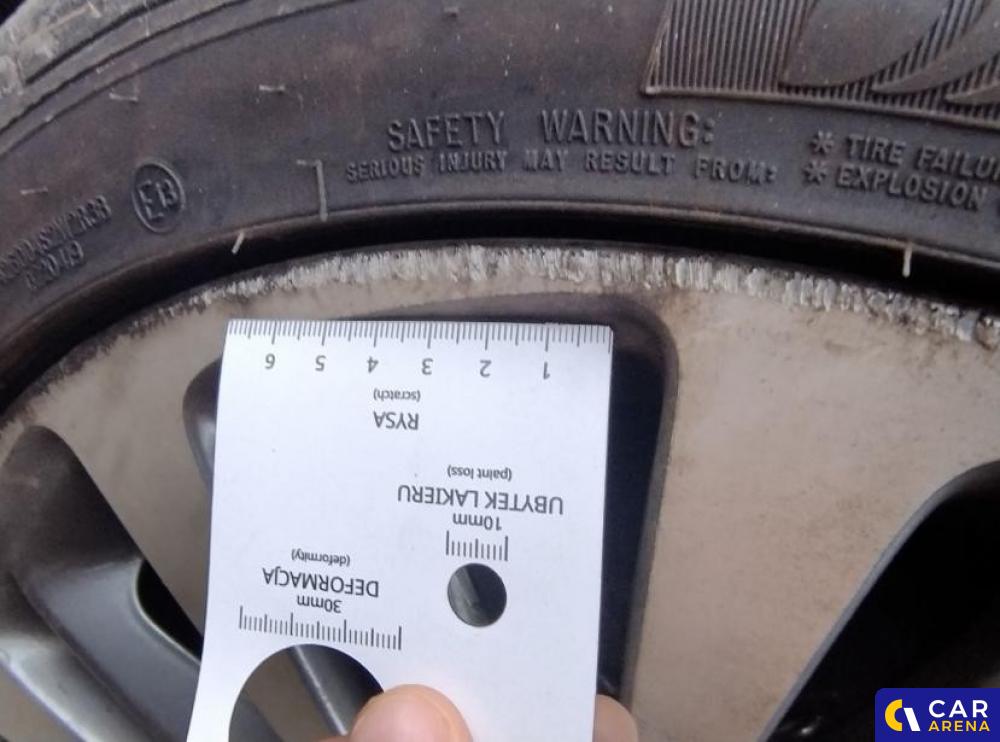 SAFETY WARNING:
SERIOUS INJURY MAY RESULT FROM:
* TIRE FAILU
* EXPLOSION
E13
6 5 4 3 2 1
RYSA
(scratch)
UBYTEK LAKIERU
(paint loss)
10mm
DEFORMACJA
(deformity)
30mm
CAR
ARENA